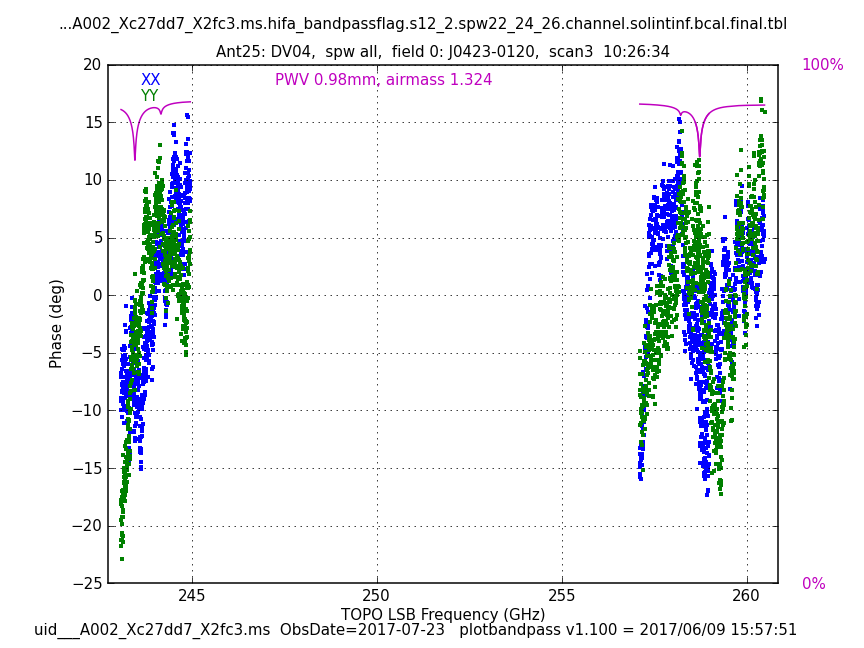 ...A002_Xc27dd7_X2fc3.ms.hifa_bandpassflag.s12_2.spw22_24_26.channel.solintinf.bcal.final.tbl
Ant25: DV04,  spw all,  field 0: J0423-0120,  scan3  10:26:34
20
XX
YY
PWV 0.98mm, airmass 1.324
100%
15
10
5
0
−5
−10
−15
−20
−25
Phase (deg)
0%
245
250
255
260
TOPO LSB Frequency (GHz)
uid___A002_Xc27dd7_X2fc3.ms  ObsDate=2017-07-23   plotbandpass v1.100 = 2017/06/09 15:57:51